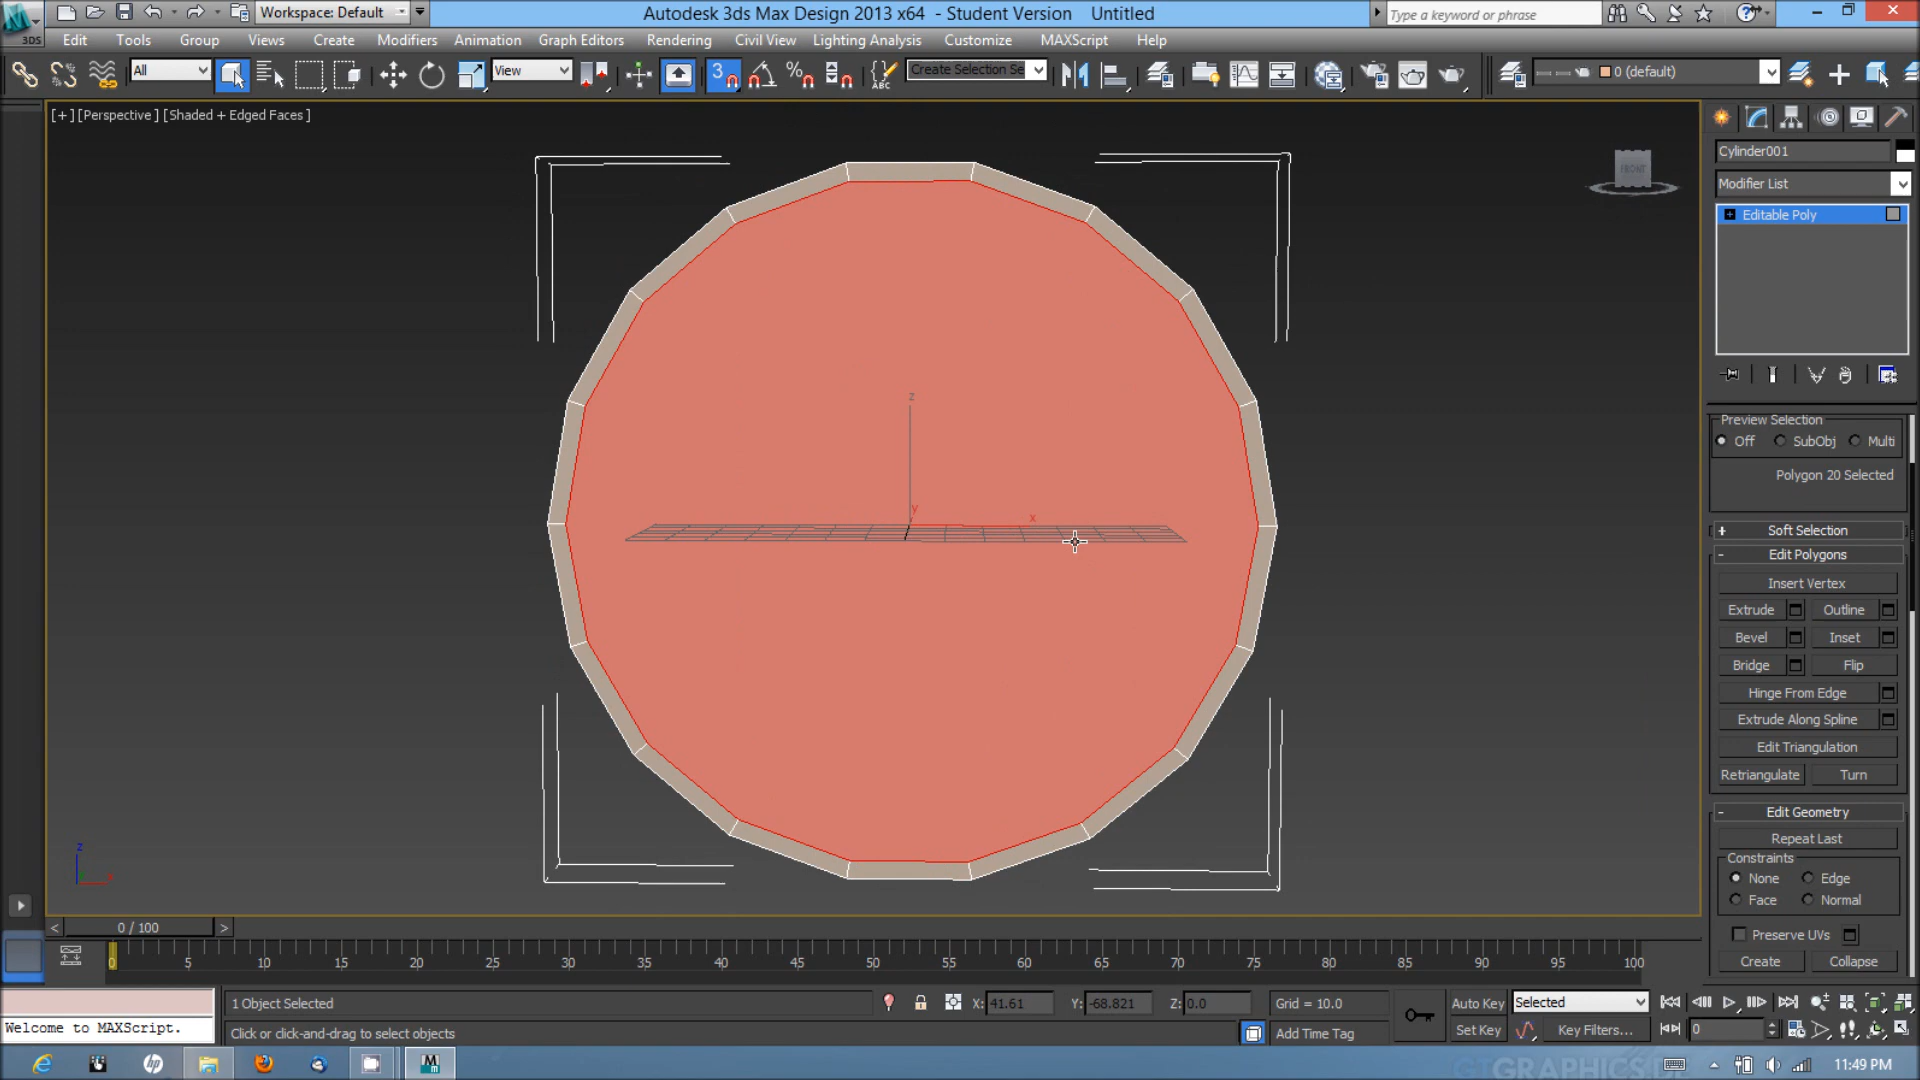 Workspace: Default
Autodesk 3ds Max Design 2013 x64 - Student Version Untitled
Type a keyword or phrase
3DS
Edit Tools Group Views Create Modifiers Animation Graph Editors Rendering Civil View Lighting Analysis Customize MAXScript Help
All
View
3
%
ABC
Create Selection Se
0 (default)
[+] [Perspective] [Shaded + Edged Faces]
FRONT
z
y
x
z
Cylinder001
Modifier List
Editable Poly
Preview Selection
Off SubObj Multi
Polygon 20 Selected
+ Soft Selection
- Edit Polygons
Insert Vertex
Extrude Outline
Bevel Inset
Bridge Flip
Hinge From Edge
Extrude Along Spline
Edit Triangulation
Retriangulate Turn
- Edit Geometry
Repeat Last
Constraints
None Edge
Face Normal
Preserve UVs
Create Collapse
< 0 / 100 >
0 5 10 15 20 25 30 35 40 45 50 55 60 65 70 75 80 85 90 95 100
1 Object Selected
X: 41.61 Y: -68.821 Z: 0.0 Grid = 10.0
Auto Key Selected
Welcome to MAXScript.
Click or click-and-drag to select objects
Add Time Tag
Set Key Key Filters... 0
GTGRAPHICS.DE
11:49 PM